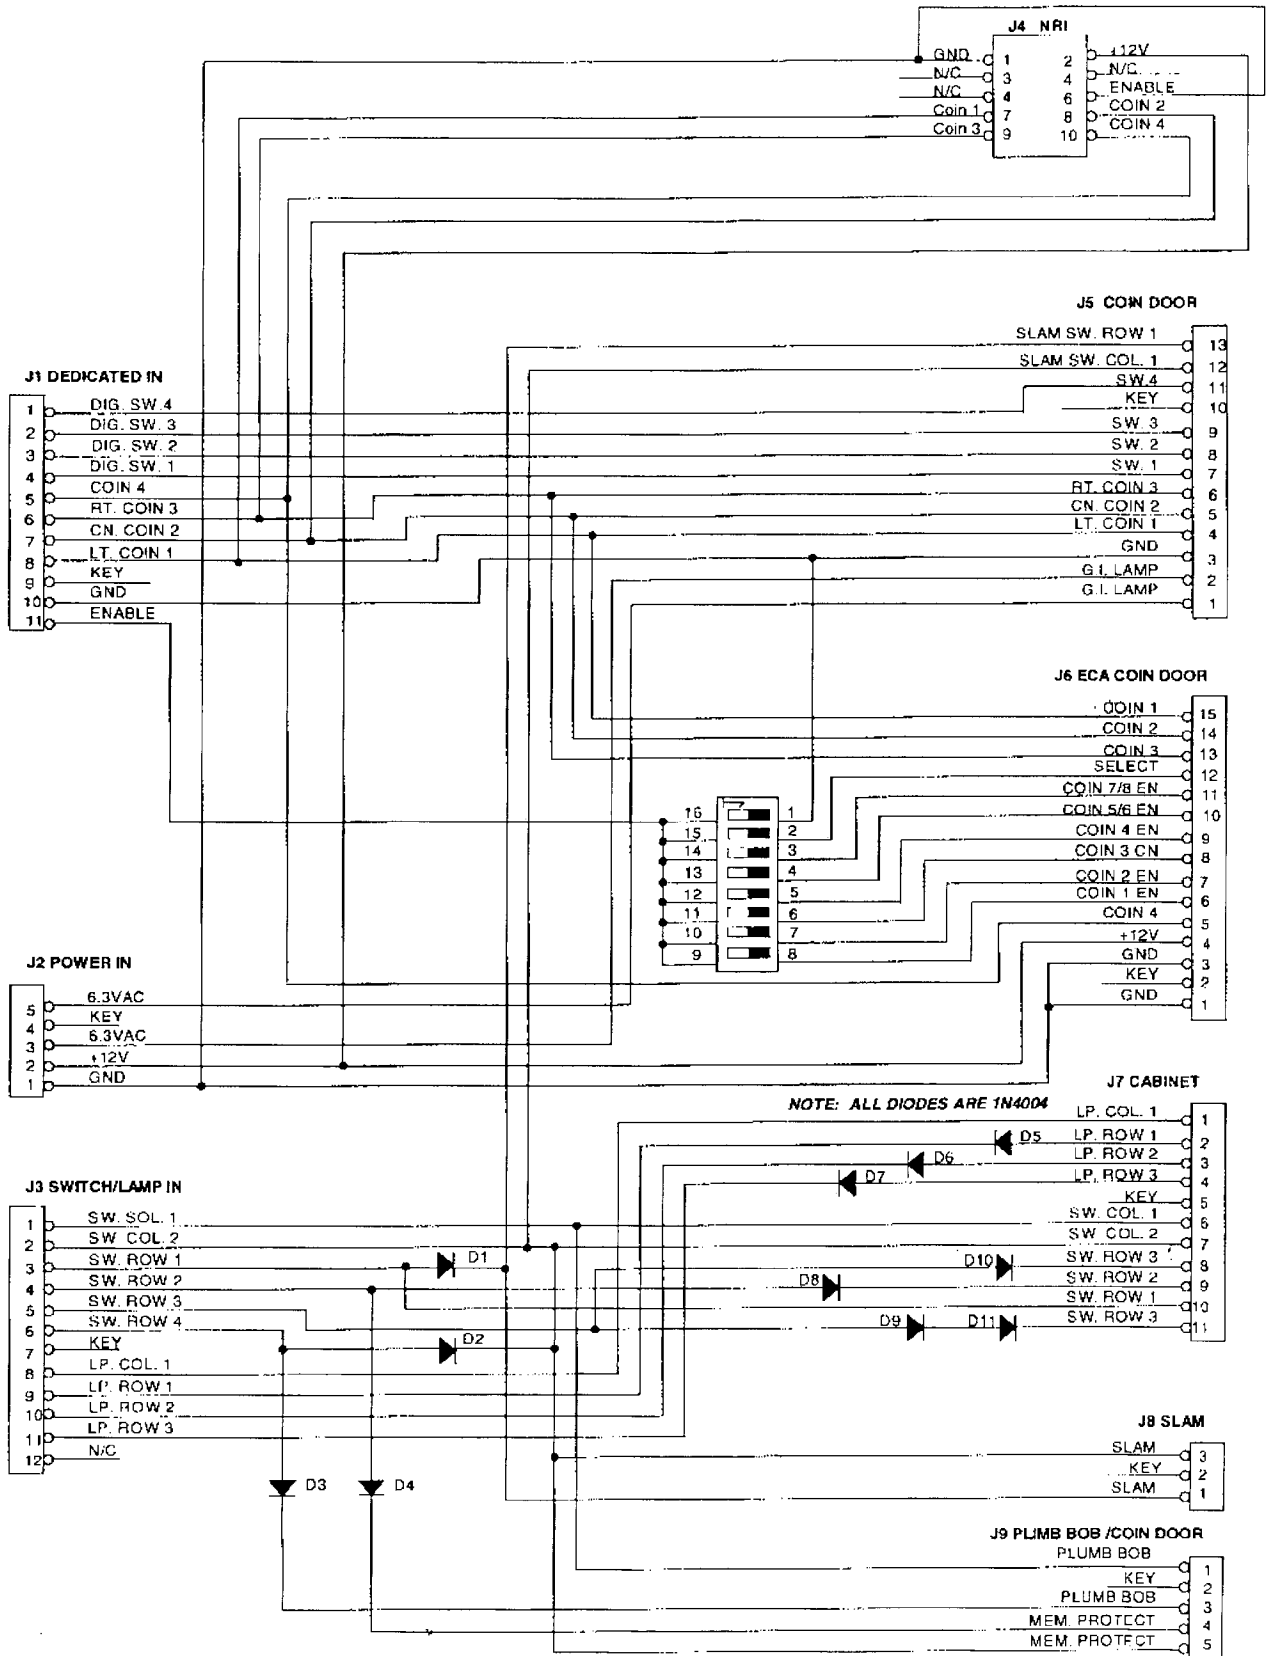 J4 NRI
GND 1 2 +12V
N/C 3 4 N/C
N/C 4 6 ENABLE
Coin 1 7 8 COIN 2
Coin 3 9 10 COIN 4
J5 COIN DOOR
SLAM SW. ROW 1 13
SLAM SW. COL. 1 12
SW.4 11
KEY 10
SW. 3 9
SW. 2 8
SW. 1 7
RT. COIN 3 6
CN. COIN 2 5
LT. COIN 1 4
GND 3
G.I. LAMP 2
G.I. LAMP 1
J1 DEDICATED IN
1 DIG. SW.4
2 DIG. SW. 3
3 DIG. SW. 2
4 DIG. SW. 1
5 COIN 4
6 RT. COIN 3
7 CN. COIN 2
8 LT. COIN 1
9 KEY
10 GND
11 ENABLE
J6 ECA COIN DOOR
COIN 1 15
COIN 2 14
COIN 3 13
SELECT 12
COIN 7/8 EN 11
COIN 5/6 EN 10
COIN 4 EN 9
COIN 3 CN 8
COIN 2 EN 7
COIN 1 EN 6
COIN 4 5
+12V 4
GND 3
KEY 2
GND 1
16 1
15 2
14 3
13 4
12 5
11 6
10 7
9 8
J2 POWER IN
5 6.3VAC
4 KEY
3 6.3VAC
2 +12V
1 GND
NOTE: ALL DIODES ARE 1N4004
J7 CABINET
LP. COL. 1 1
D5 LP. ROW 1 2
D6 LP. ROW 2 3
D7 LP. ROW 3 4
KEY 5
SW. COL. 1 6
SW COL. 2 7
D10 SW. ROW 3 8
D8 SW. ROW 2 9
SW. ROW 1 10
D9 D11 SW. ROW 3 11
J3 SWITCH/LAMP IN
1 SW. SOL. 1
2 SW COL. 2
3 SW. ROW 1 D1
4 SW. ROW 2
5 SW. ROW 3
6 SW. ROW 4
7 KEY D2
8 LP. COL. 1
9 LP. ROW 1
10 LP. ROW 2
11 LP. ROW 3
12 N/C
D3 D4
J8 SLAM
SLAM 3
KEY 2
SLAM 1
J9 PLIMB BOB /COIN DOOR
PLUMB BOB 1
KEY 2
PLUMB BOB 3
MEM. PROTECT 4
MEM. PROTECT 5